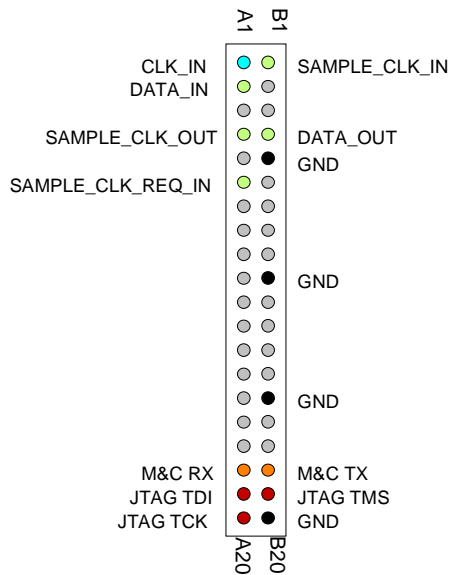 A1 B1
CLK_IN SAMPLE_CLK_IN
DATA_IN
SAMPLE_CLK_OUT DATA_OUT
GND
SAMPLE_CLK_REQ_IN
GND
GND
M&C RX M&C TX
JTAG TDI JTAG TMS
JTAG TCK GND
A20 B20